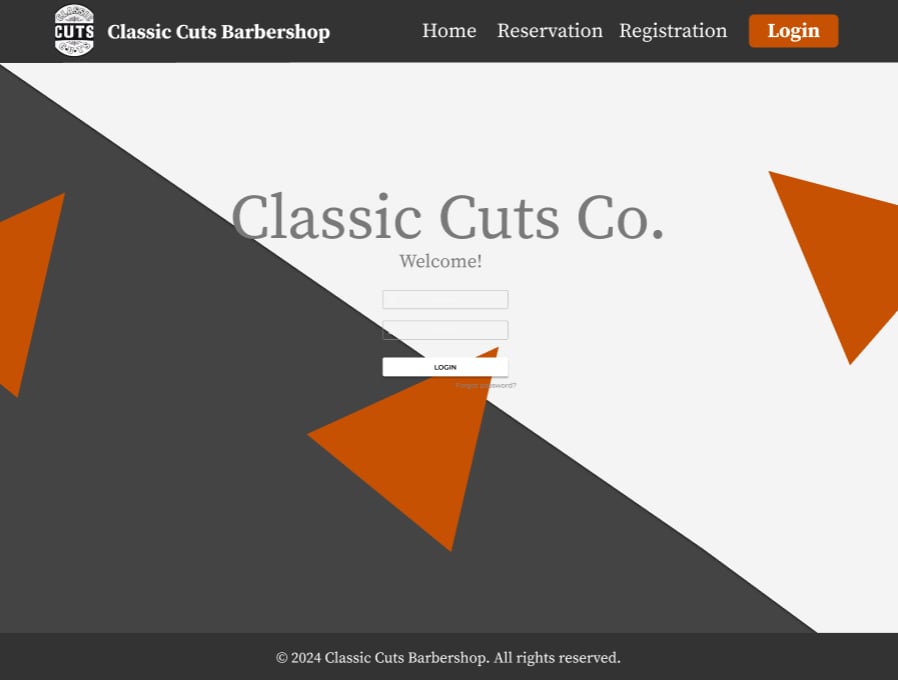 CLASSIC
CUTS
Classic Cuts Barbershop
Home
Reservation
Registration
Login
Classic Cuts Co.
Welcome!
LOGIN
Forgot password?
© 2024 Classic Cuts Barbershop. All rights reserved.